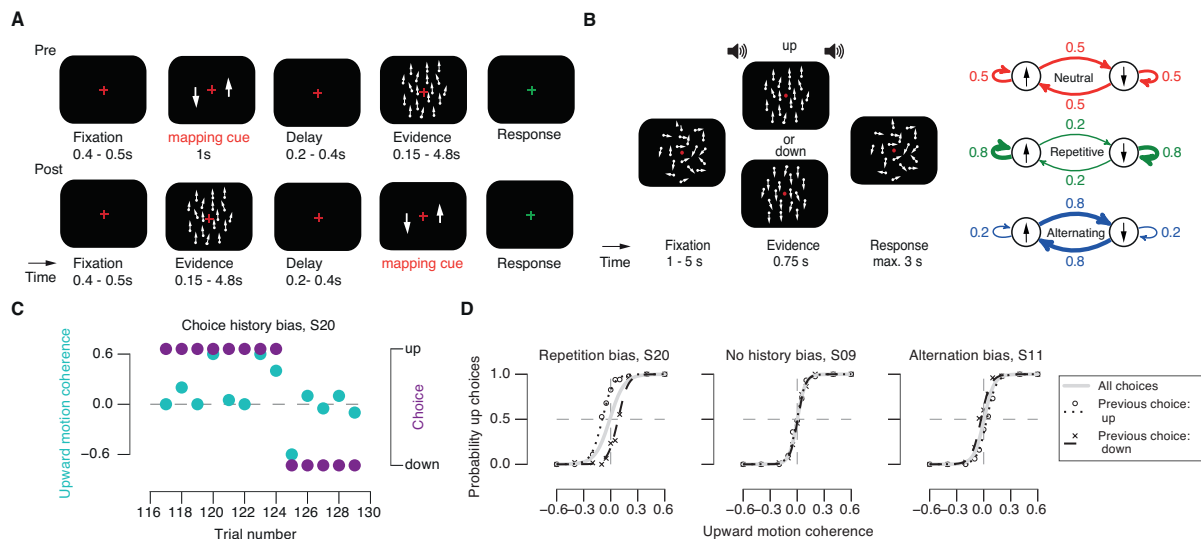 A
Pre
Fixation
0.4 - 0.5s
mapping cue
1s
Delay
0.2 - 0.4s
Evidence
0.15 - 4.8s
Response
Post
Time
Fixation
0.4 - 0.5s
Evidence
0.15 - 4.8s
Delay
0.2- 0.4s
mapping cue
Response
B
up
or
down
Time
Fixation
1 - 5 s
Evidence
0.75 s
Response
max. 3 s
0.5
0.5
Neutral
0.5
0.5
0.2
0.8
Repetitive
0.8
0.2
0.8
0.2
Alternating
0.2
0.8
C
Choice history bias, S20
Upward motion coherence
0.6
0.0
−0.6
up
Choice
down
116 118 120 122 124 126 128 130
Trial number
D
Probability up choices
1.0
0.5
0.0
Repetition bias, S20
No history bias, S09
Alternation bias, S11
−0.6 −0.3 0.0 0.3 0.6
−0.6 −0.3 0.0 0.3 0.6
−0.6 −0.3 0.0 0.3 0.6
Upward motion coherence
All choices
Previous choice:
up
Previous choice:
down